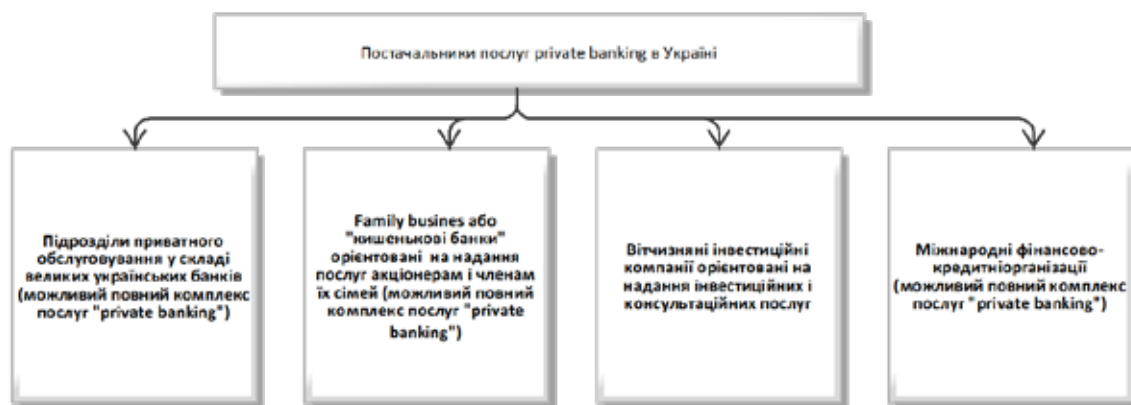 Постачальники послуг private banking в Україні
Підрозділи приватного
обслуговування у складі
великих українських банків
(можливий повний комплекс
послуг "private banking")
Family busines або
"кишенькові банки"
орієнтовані на надання
послуг акціонерам і членам
їх сімей (можливий повний
комплекс послуг "private
banking")
Вітчизняні інвестиційні
компанії орієнтовані на
надання інвестиційних і
консультаційних послуг
Міжнародні фінансово-
кредитніорганізації
(можливий повний комплекс
послуг "private banking")